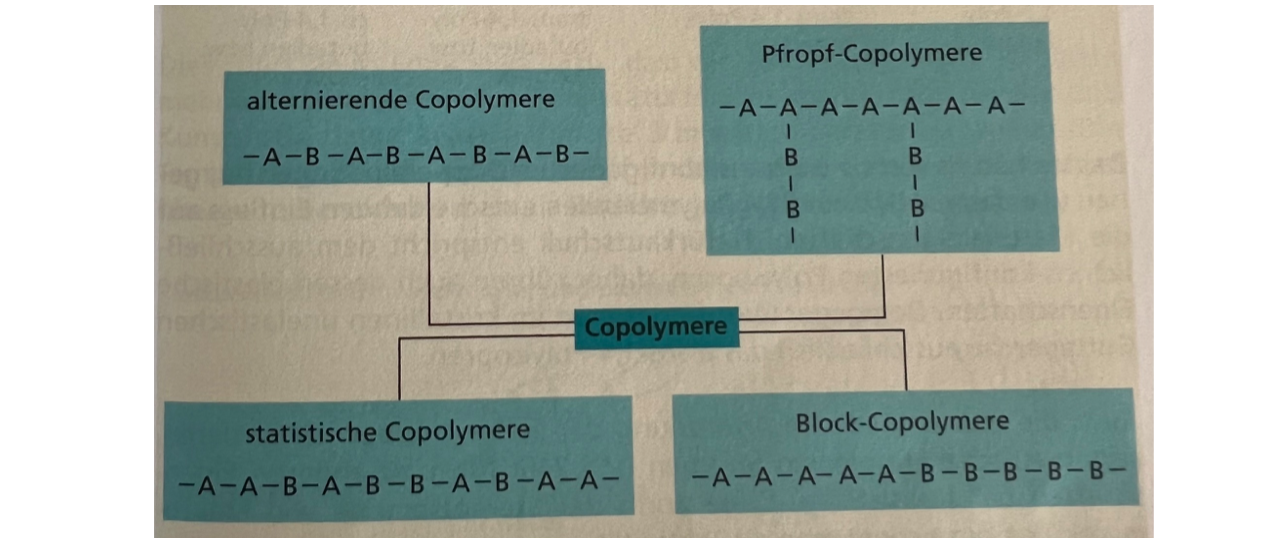 alternierende Copolymere
–A–B–A–B–A–B–A–B–
Pfropf-Copolymere
–A–A–A–A–A–A–A–
B B
B B
Copolymere
statistische Copolymere
–A–A–B–A–B–B–A–B–A–A–
Block-Copolymere
–A–A–A–A–A–B–B–B–B–B–